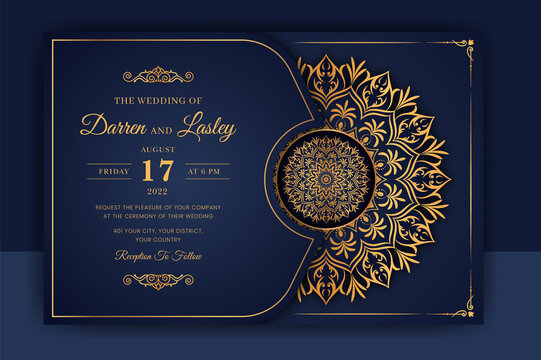 THE WEDDING OF
Darren AND Lasley
AUGUST
FRIDAY 17 AT 6 PM
2022
REQUEST THE PLEASURE OF YOUR COMPANY
AT THE CEREMONY OF THEIR WEDDING
401 YOUR CITY, YOUR DISTRICT,
YOUR COUNTRY
Reception To Follow